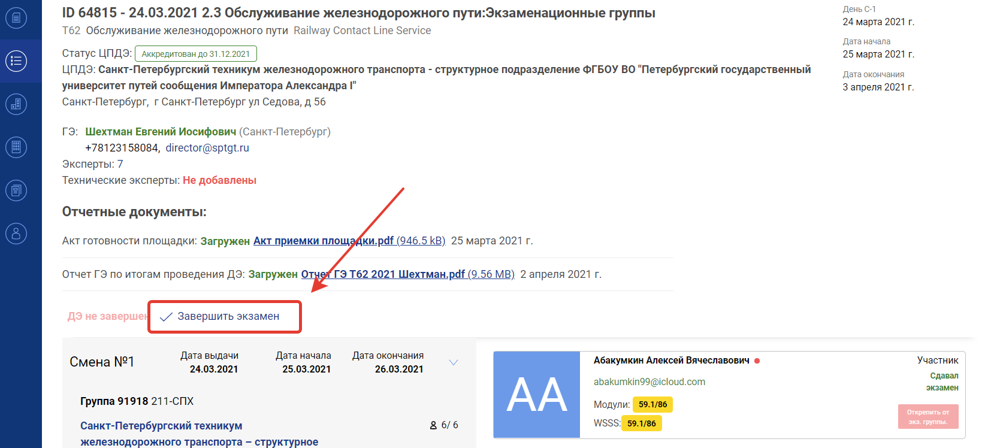 ID 64815 - 24.03.2021 2.3 Обслуживание железнодорожного пути:Экзаменационные группы
T62 Обслуживание железнодорожного пути Railway Contact Line Service
Статус ЦПДЭ: Аккредитован до 31.12.2021
ЦПДЭ: Санкт-Петербургский техникум железнодорожного транспорта - структурное подразделение ФГБОУ ВО "Петербургский государственный
университет путей сообщения Императора Александра I"
Санкт-Петербург, г Санкт-Петербург ул Седова, д 56
День С-1
24 марта 2021 г.
Дата начала
25 марта 2021 г.
Дата окончания
3 апреля 2021 г.
ГЭ: Шехтман Евгений Иосифович (Санкт-Петербург)
+78123158084, director@sptgt.ru
Эксперты: 7
Технические эксперты: Не добавлены
Отчетные документы:
Акт готовности площадки: Загружен Акт приемки площадки.pdf (946.5 kB) 25 марта 2021 г.
Отчет ГЭ по итогам проведения ДЭ: Загружен Отчет ГЭ Т62 2021 Шехтман.pdf (9.56 MB) 2 апреля 2021 г.
ДЭ не завершен Завершить экзамен
Смена №1
Дата выдачи
24.03.2021
Дата начала
25.03.2021
Дата окончания
26.03.2021
Группа 91918 211-СПХ
Санкт-Петербургский техникум
железнодорожного транспорта – структурное
6/ 6
АА
Абакумкин Алексей Вячеславович
abakumkin99@icloud.com
Модули: 59.1/86
WSSS: 59.1/86
Участник
Сдавал
экзамен
Открепить от
экз. группы.